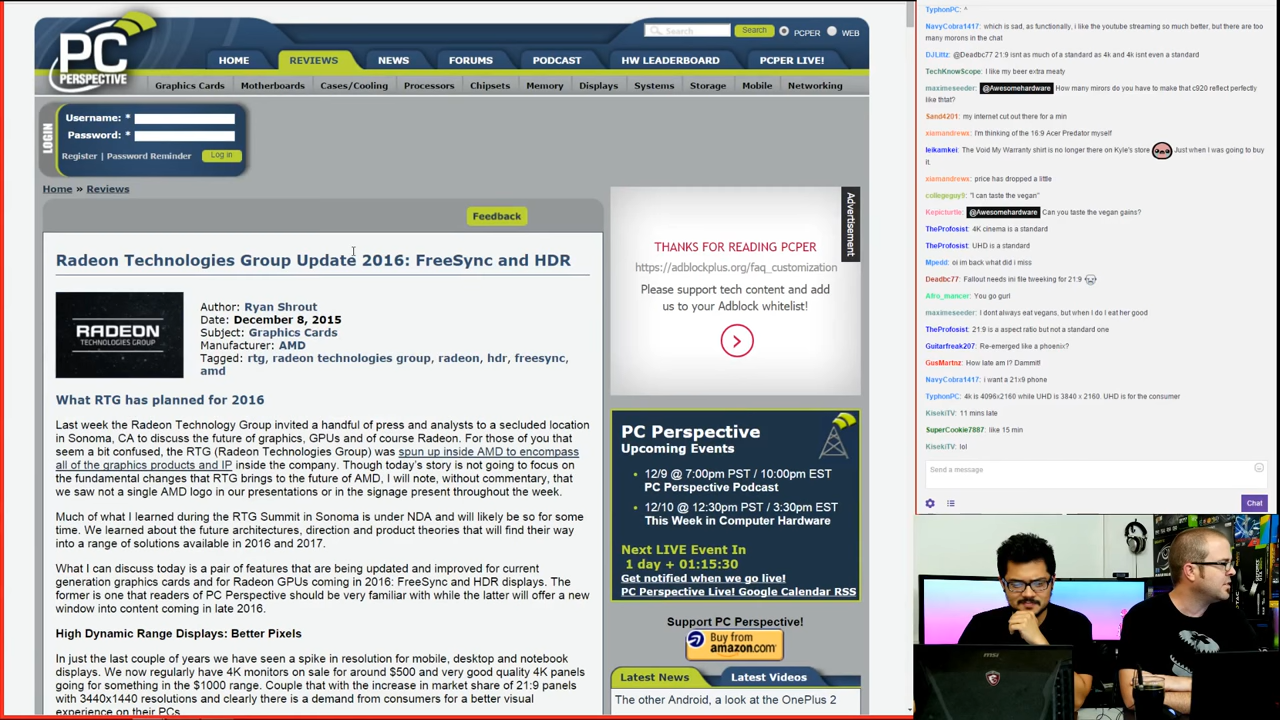 PC
PERSPECTIVE
Search
Search
PCPER
WEB
HOME
REVIEWS
NEWS
FORUMS
PODCAST
HW LEADERBOARD
PCPER LIVE!
Graphics Cards
Motherboards
Cases/Cooling
Processors
Chipsets
Memory
Displays
Systems
Storage
Mobile
Networking
LOGIN
Username: *
Password: *
Register | Password Reminder
Log in
Home » Reviews
Feedback
Radeon Technologies Group Update 2016: FreeSync and HDR
RADEON
TECHNOLOGIES GROUP
Author: Ryan Shrout
Date: December 8, 2015
Subject: Graphics Cards
Manufacturer: AMD
Tagged: rtg, radeon technologies group, radeon, hdr, freesync,
amd
What RTG has planned for 2016
Last week the Radeon Technology Group invited a handful of press and analysts to a secluded location
in Sonoma, CA to discuss the future of graphics, GPUs and of course Radeon. For those of you that
seem a bit confused, the RTG (Radeon Technologies Group) was spun up inside AMD to encompass
all of the graphics products and IP inside the company. Though today's story is not going to focus on
the fundamental changes that RTG brings to the future of AMD, I will note, without commentary, that
we saw not a single AMD logo in our presentations or in the signage present throughout the week.
Much of what I learned during the RTG Summit in Sonoma is under NDA and will likely be so for some
time. We learned about the future architectures, direction and product theories that will find their way
into a range of solutions available in 2016 and 2017.
What I can discuss today is a pair of features that are being updated and improved for current
generation graphics cards and for Radeon GPUs coming in 2016: FreeSync and HDR displays. The
former is one that readers of PC Perspective should be very familiar with while the latter will offer a new
window into content coming in late 2016.
High Dynamic Range Displays: Better Pixels
In just the last couple of years we have seen a spike in resolution for mobile, desktop and notebook
displays. We now regularly have 4K monitors on sale for around $500 and very good quality 4K panels
going for something in the $1000 range. Couple that with the increase in market share of 21:9 panels
with 3440x1440 resolutions and clearly there is a demand from consumers for a better visual
experience on their PCs.
Advertisement
THANKS FOR READING PCPER
https://adblockplus.org/faq_customization
Please support tech content and add
us to your Adblock whitelist!
PC Perspective
Upcoming Events
12/9 @ 7:00pm PST / 10:00pm EST
PC Perspective Podcast
12/10 @ 12:30pm PST / 3:30pm EST
This Week in Computer Hardware
Next LIVE Event In
1 day + 01:15:30
Get notified when we go live!
PC Perspective Live! Google Calendar RSS
Support PC Perspective!
Buy from
amazon.com
Latest News
Latest Videos
The other Android, a look at the OnePlus 2
TyphonPC: ^
NavyCobra1417: which is sad, as functionally, i like the youtube streaming so much better, but there are too
many morons in the chat
DJLittz: @Deadbc77 21:9 isnt as much of a standard as 4k and 4k isnt even a standard
TechKnowScope: I like my beer extra meaty
maximeseeder: @Awesomehardware How many mirors do you have to make that c920 reflect perfectly
like thtat?
Sand4201: my internet cut out there for a min
xiamandrews: I'm thinking of the 16:9 Acer Predator myself
leikamkei: The Void My Warranty shirt is no longer there on Kyle's store Just when I was going to buy
it.
xiamandrews: price has dropped a little
collegeguy9: "I can taste the vegan"
Kepicturtle: @Awesomehardware Can you taste the vegan gains?
TheProfosist: 4K cinema is a standard
TheProfosist: UHD is a standard
Mpedd: oi im back what did i miss
Deadbc77: Fallout needs ini file tweeking for 21:9
Afro_mancer: You go gurl
maximeseeder: I dont always eat vegans, but when I do I eat her good
TheProfosist: 21:9 is a aspect ratio but not a standard one
Guitarfreak207: Re-emerged like a phoenix?
GusMartnz: How late am I? Dammit!
NavyCobra1417: i want a 21x9 phone
TyphonPC: 4k is 4096x2160 while UHD is 3840 x 2160. UHD is for the consumer
KisekiTV: 11 mins late
SuperCookie7887: like 15 min
KisekiTV: lol
Send a message
Chat
msi